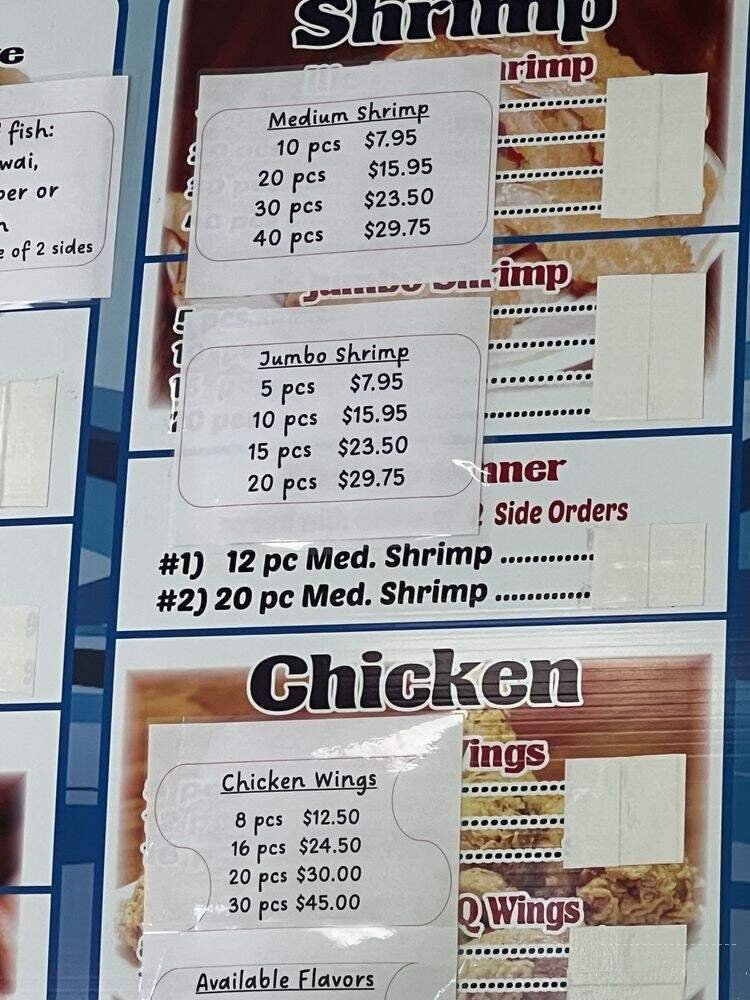 e
fish:
wai,
per or
e of 2 sides
Shrimp
rimp
Medium Shrimp
10 pcs $7.95
20 pcs $15.95
30 pcs $23.50
40 pcs $29.75
Jumbo Shrimp
Jumbo Shrimp
5 pcs $7.95
10 pcs $15.95
15 pcs $23.50
20 pcs $29.75
nner
2 Side Orders
#1) 12 pc Med. Shrimp ............
#2) 20 pc Med. Shrimp ............
Chicken
Wings
Chicken Wings
8 pcs $12.50
16 pcs $24.50
20 pcs $30.00
30 pcs $45.00
Q Wings
Available Flavors